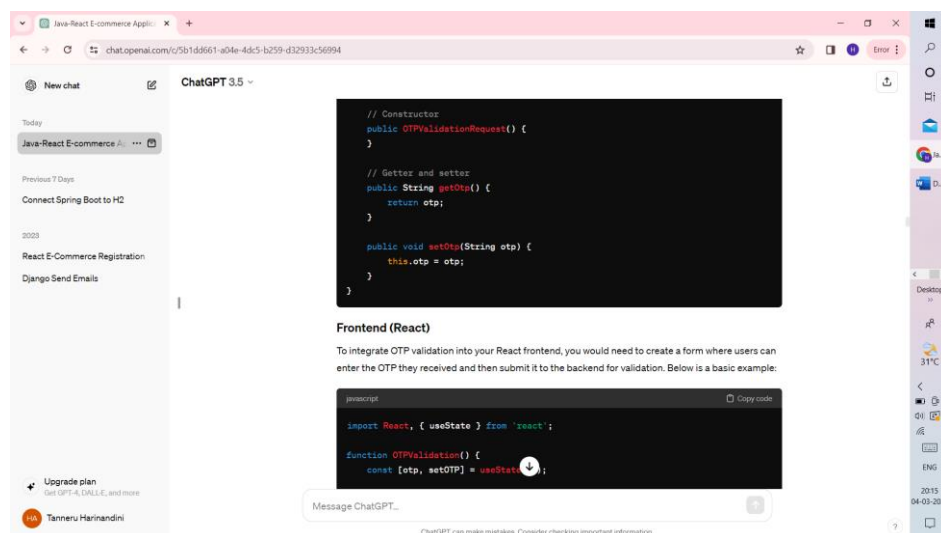 Java-React E-commerce Applic
chat.openai.com/c/5b1dd661-a04e-4dc5-b259-d32933c56994
H
Error
New chat
ChatGPT 3.5
Today
Java-React E-commerce A
Previous 7 Days
Connect Spring Boot to H2
2023
React E-Commerce Registration
Django Send Emails
// Constructor
public OTPValidationRequest() {
}
// Getter and setter
public String getOtp() {
return otp;
}
public void setOtp(String otp) {
this.otp = otp;
}
}
Frontend (React)
To integrate OTP validation into your React frontend, you would need to create a form where users can
enter the OTP they received and then submit it to the backend for validation. Below is a basic example:
javascript
Copy code
import React, { useState } from 'react';
function OTPValidation() {
const [otp, setOTP] = useState
Upgrade plan
Get GPT-4, DALL·E, and more
HA
Tanneru Harinandini
Message ChatGPT...
ChatGPT can make mistakes. Consider checking important information.
?
Ja
D
Desktop
31°C
ENG
20:15
04-03-20